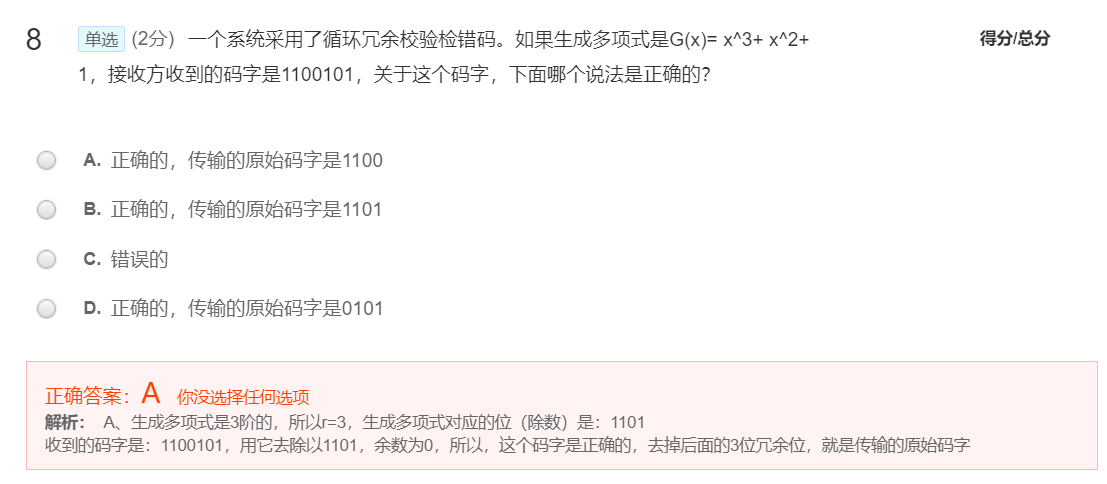 8 单选 (2分) 一个系统采用了循环冗余校验检错码。如果生成多项式是G(x)= x^3+ x^2+ 得分/总分
1，接收方收到的码字是1100101，关于这个码字，下面哪个说法是正确的？
A. 正确的，传输的原始码字是1100
B. 正确的，传输的原始码字是1101
C. 错误的
D. 正确的，传输的原始码字是0101
正确答案：A 你没选择任何选项
解析： A、生成多项式是3阶的，所以r=3，生成多项式对应的位（除数）是：1101
收到的码字是：1100101，用它去除以1101，余数为0，所以，这个码字是正确的，去掉后面的3位冗余位，就是传输的原始码字